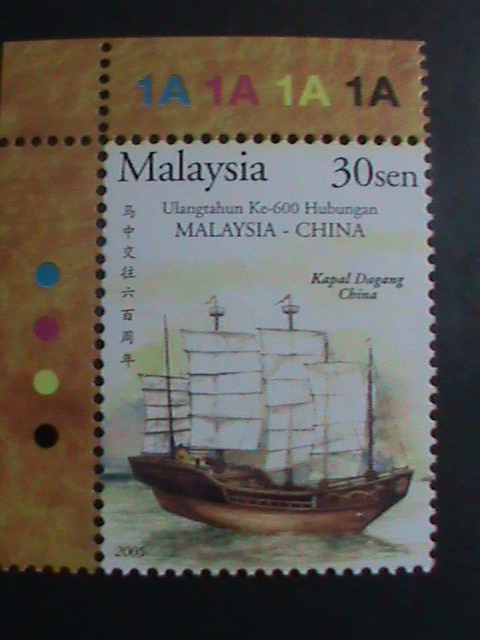 1A 1A 1A 1A
Malaysia 30sen
Ulangtahun Ke-600 Hubungan
MALAYSIA - CHINA
马中交往六百周年
Kapal Dagang
China
2005